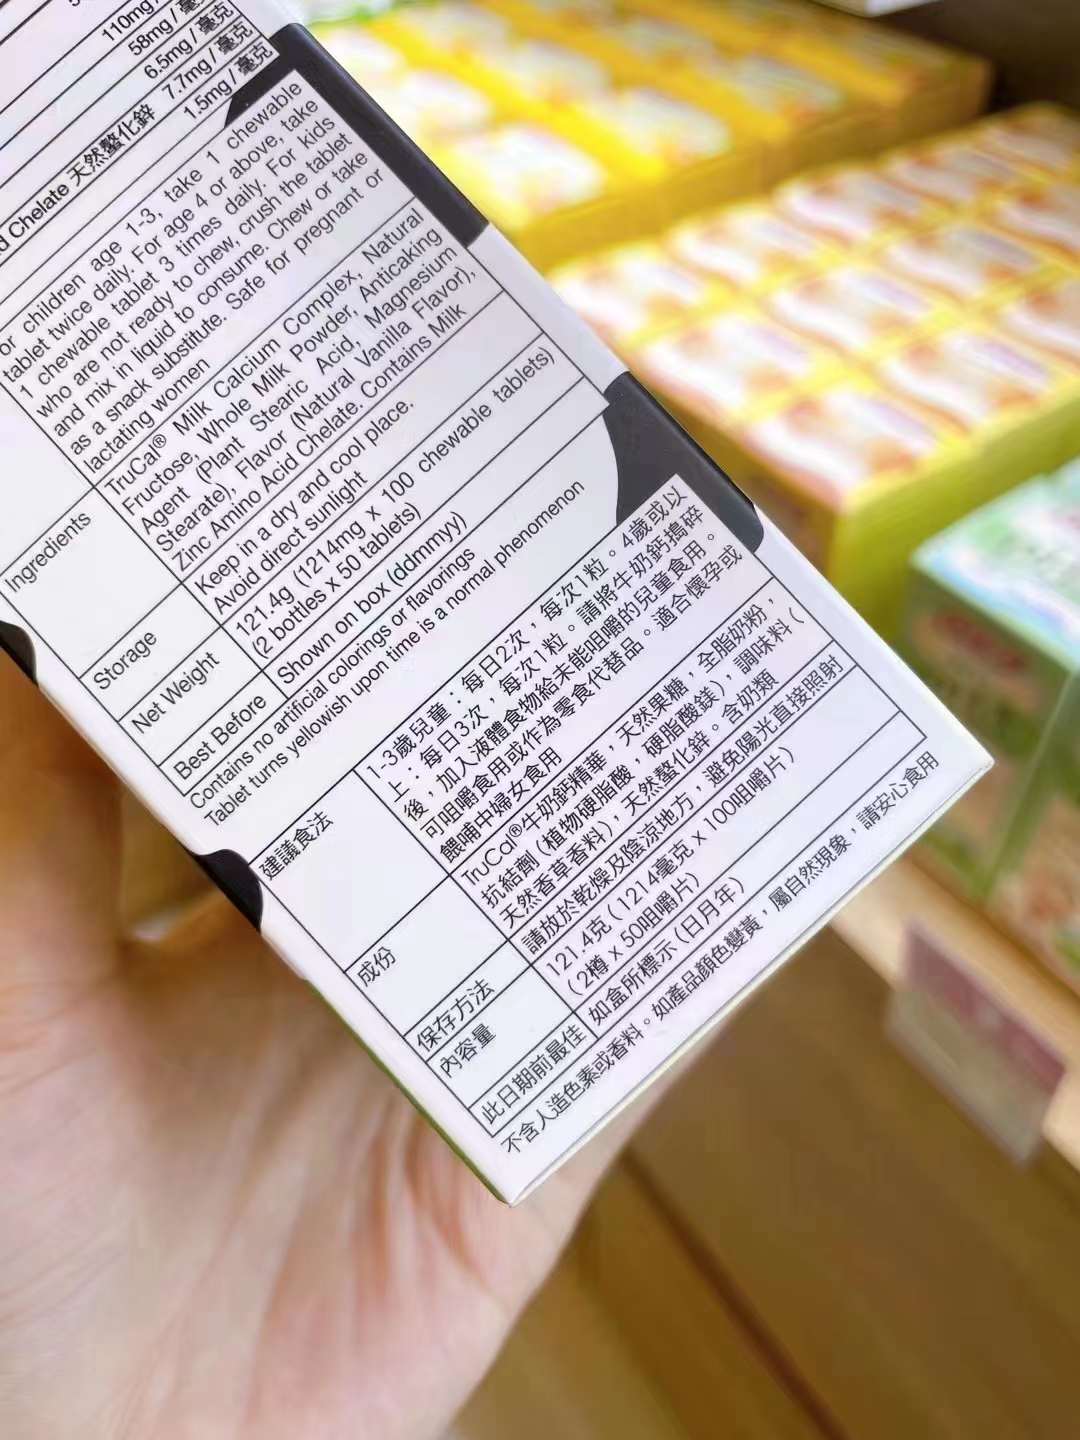 110mg /
58mg / 毫克
6.5mg / 毫克
7.7mg / 毫克
Chelate 天然螯化鋅 1.5mg / 毫克
or children age 1-3, take 1 chewable
tablet twice daily. For age 4 or above, take
1 chewable tablet 3 times daily. For kids
who are not ready to chew, crush the tablet
and mix in liquid to consume. Chew or take
as a snack substitute. Safe for pregnant or
lactating women
Ingredients
TruCal® Milk Calcium Complex, Natural
Fructose, Whole Milk Powder, Anticaking
Agent (Plant Stearic Acid, Magnesium
Stearate), Flavor (Natural Vanilla Flavor),
Zinc Amino Acid Chelate. Contains Milk
Storage
Keep in a dry and cool place.
Avoid direct sunlight
Net Weight
121.4g (1214mg x 100 chewable tablets)
(2 bottles x 50 tablets)
Best Before
Shown on box (ddmmyy)
Contains no artificial colorings or flavorings
Tablet turns yellowish upon time is a normal phenomenon
建議食法
1-3歲兒童：每日2次，每次1粒。4歲或以
上：每日3次，每次1粒。請將牛奶鈣搗碎
後，加入液體食物給未能咀嚼的兒童食用。
可咀嚼食用或作為零食代替品。適合懷孕或
餵哺中婦女食用
成份
TruCal®牛奶鈣精華，天然果糖，全脂奶粉，
抗結劑（植物硬脂酸，硬脂酸鎂），調味料（
天然香草香料），天然螯化鋅。含奶類
保存方法
請放於乾燥及陰涼地方，避免陽光直接照射
內容量
121.4克（1214毫克 x 100咀嚼片）
（2樽 x 50咀嚼片）
此日期前最佳
如盒所標示（日月年）
不含人造色素或香料。如產品顏色變黃，屬自然現象，請安心食用